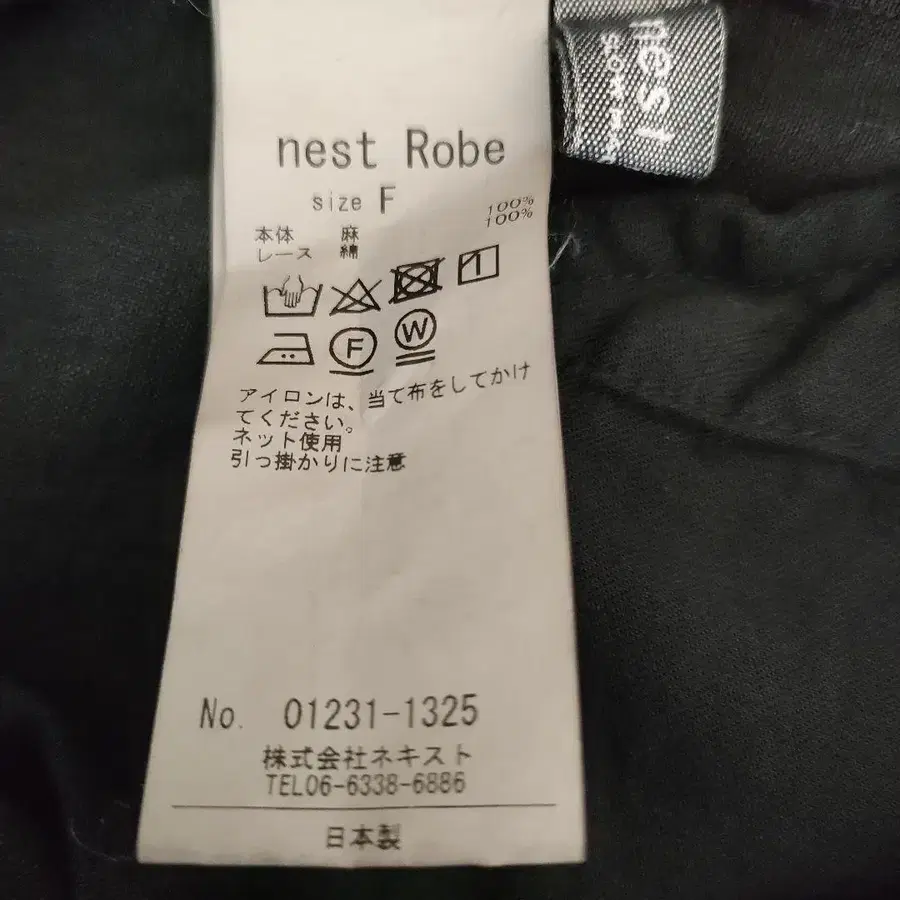 nest
nest Robe
size F
本体 麻 100%
レース 綿 100%
F
W
アイロンは、当て布をしてかけ
てください。
ネット使用
引っ掛かりに注意
No. 01231-1325
株式会社ネキスト
TEL06-6338-6886
日本製